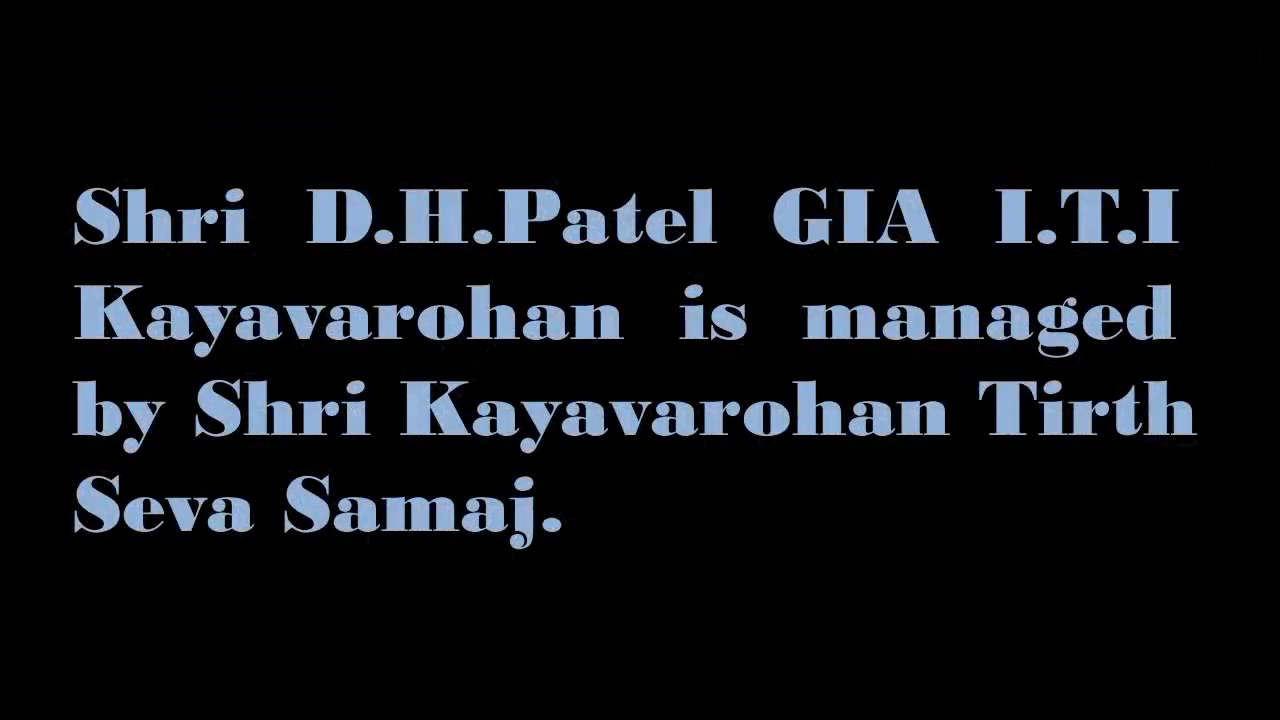 Shri D.H.Patel GIA I.T.I
Kayavarohan is managed
by Shri Kayavarohan Tirth
Seva Samaj.